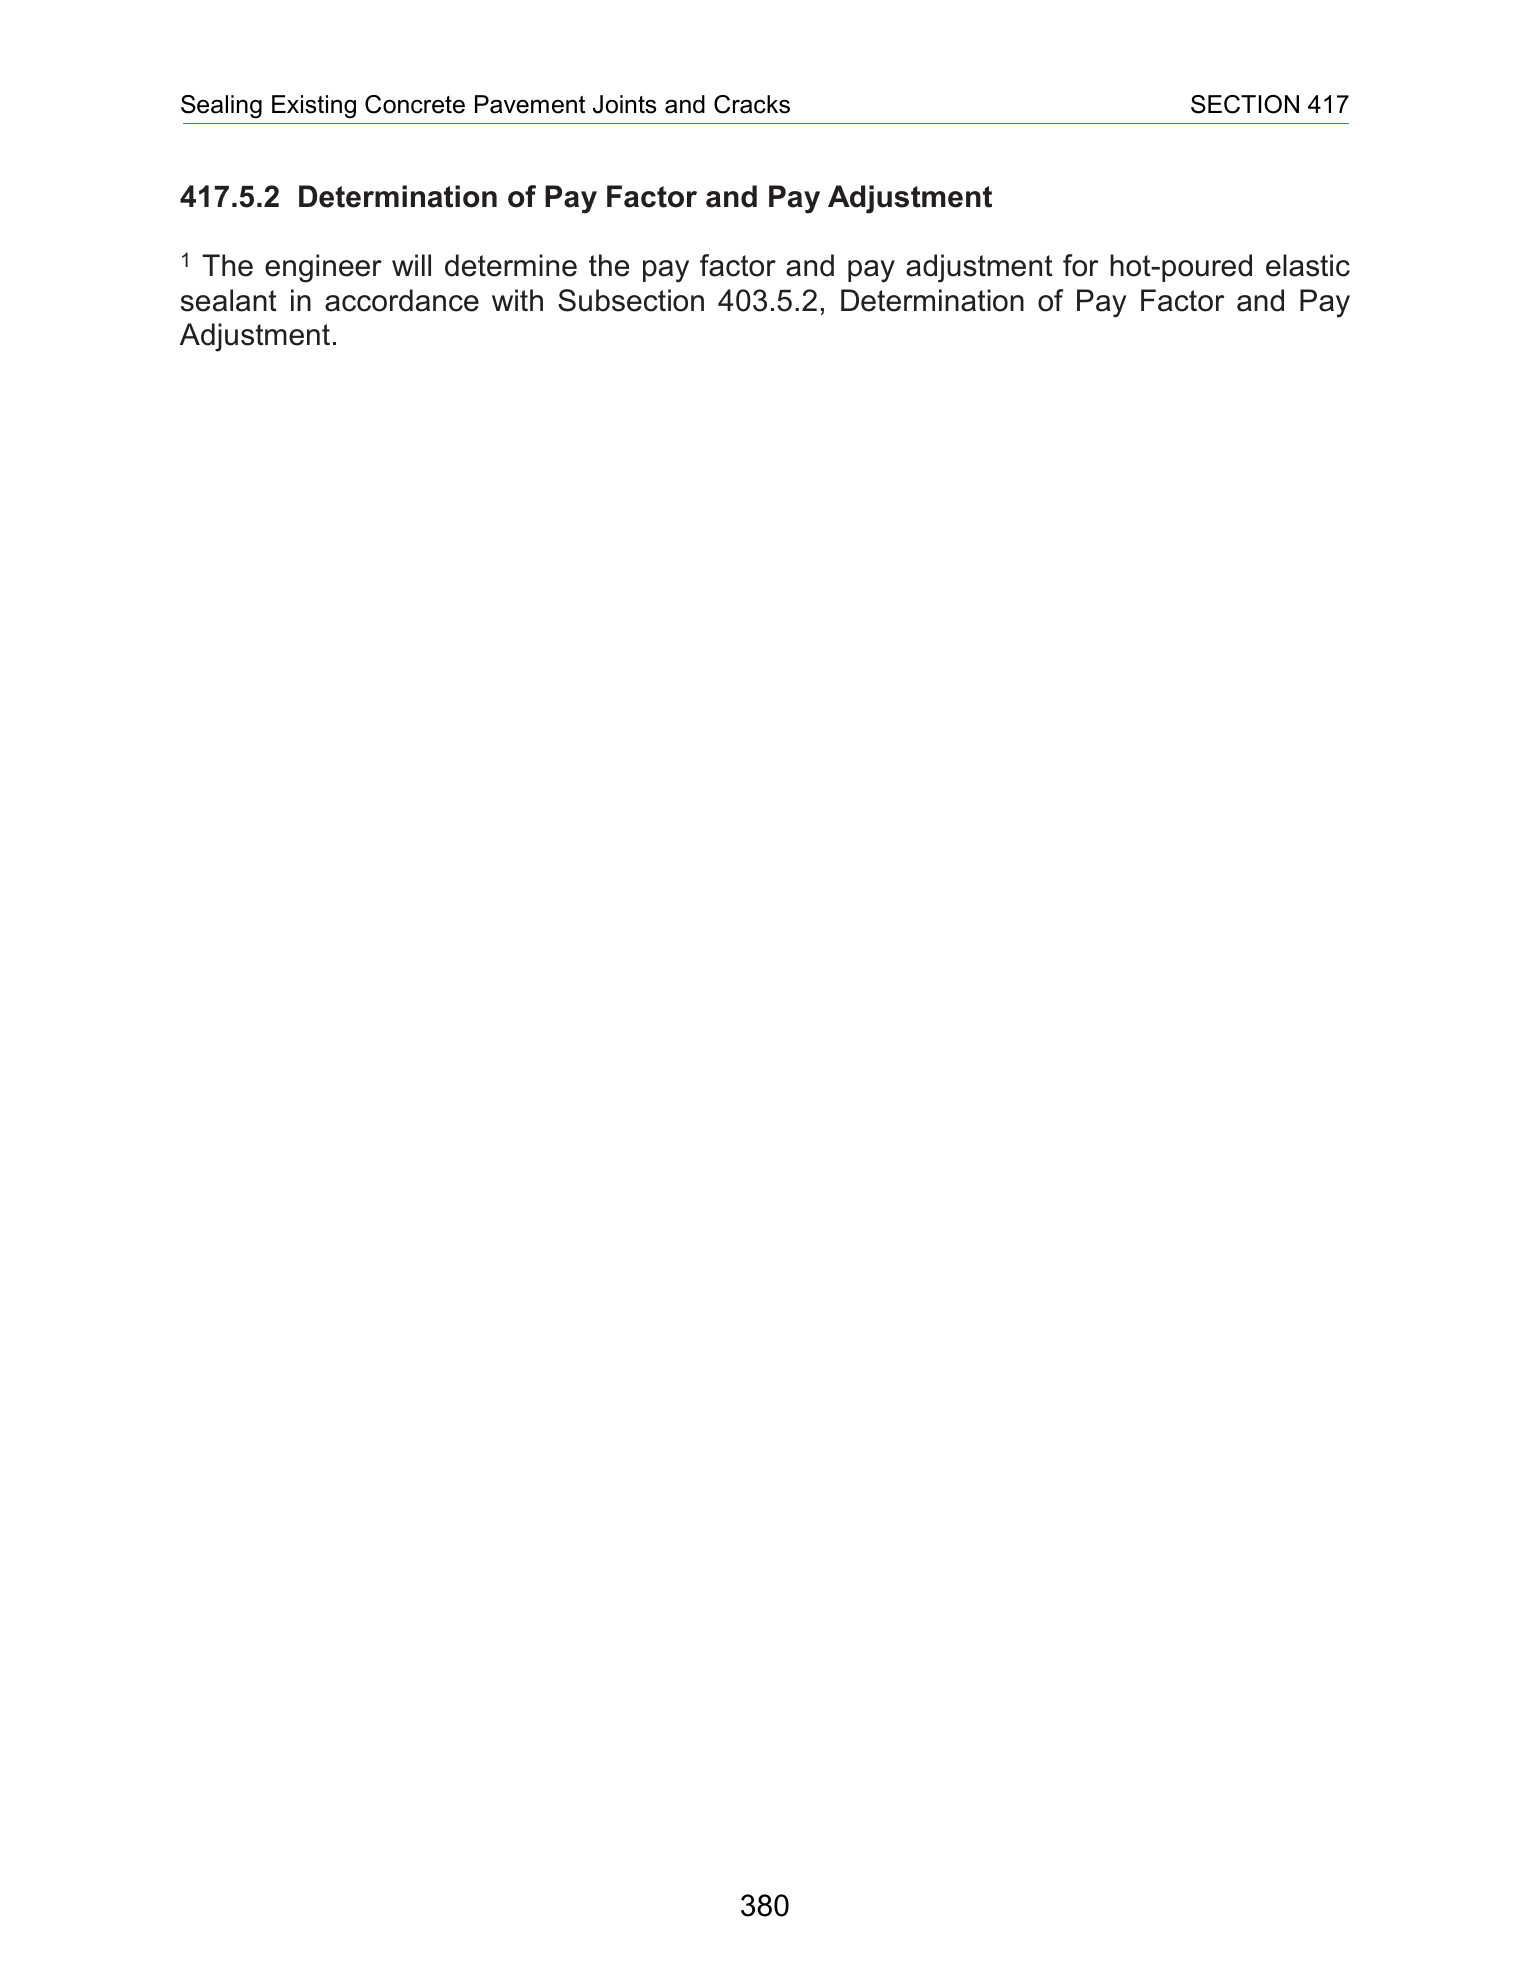 Sealing Existing Concrete Pavement Joints and Cracks SECTION 417
417.5.2 Determination of Pay Factor and Pay Adjustment
1 The engineer will determine the pay factor and pay adjustment for hot-poured elastic
sealant in accordance with Subsection 403.5.2, Determination of Pay Factor and Pay
Adjustment.
380